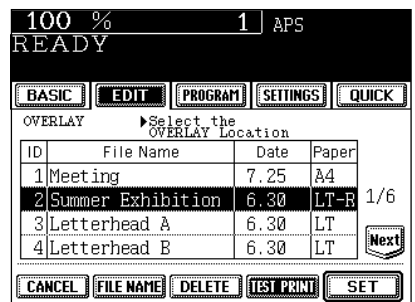 100 % 1 APS
READY
BASIC EDIT PROGRAM SETTINGS QUICK
OVERLAY ▶Select the
OVERLAY Location
ID File Name Date Paper
1 Meeting 7.25 A4
2 Summer Exhibition 6.30 LT-R
3 Letterhead A 6.30 LT
4 Letterhead B 6.30 LT
1/6
Next
CANCEL FILE NAME DELETE TEST PRINT SET